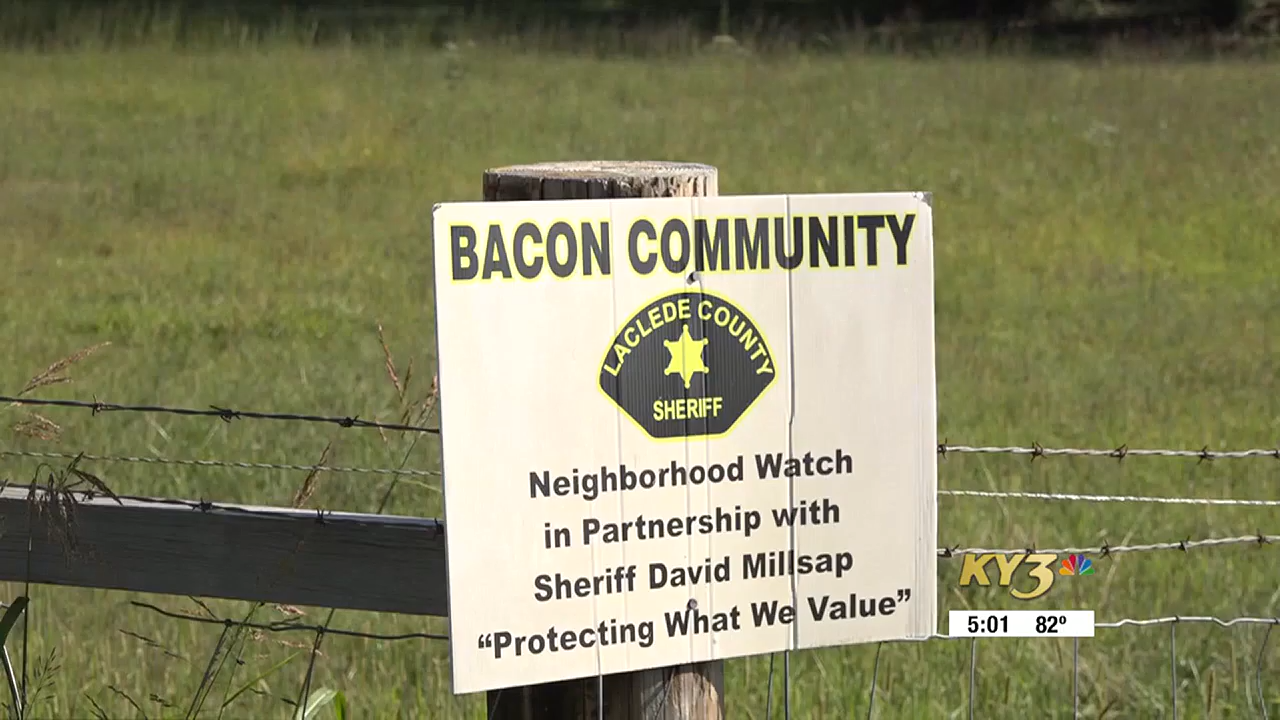 BACON COMMUNITY
LACLEDE COUNTY
SHERIFF
Neighborhood Watch
in Partnership with
Sheriff David Millsap
“Protecting What We Value”
KY3
5:01 82º